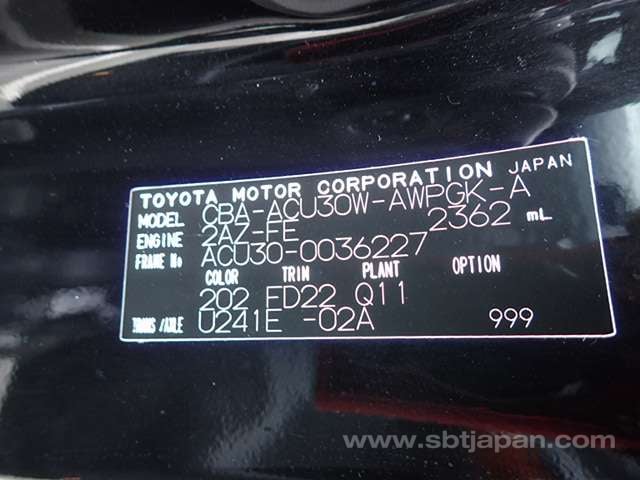 TOYOTA MOTOR CORPORATION JAPAN
MODEL CBA-ACU30W-AWPGK-A
ENGINE 2AZ-FE 2362 mL
FRAME No ACU30-0036227
COLOR TRIM PLANT OPTION
202 FD22 Q11
TRANS/AXLE U241E -02A 999
www.sbtjapan.com